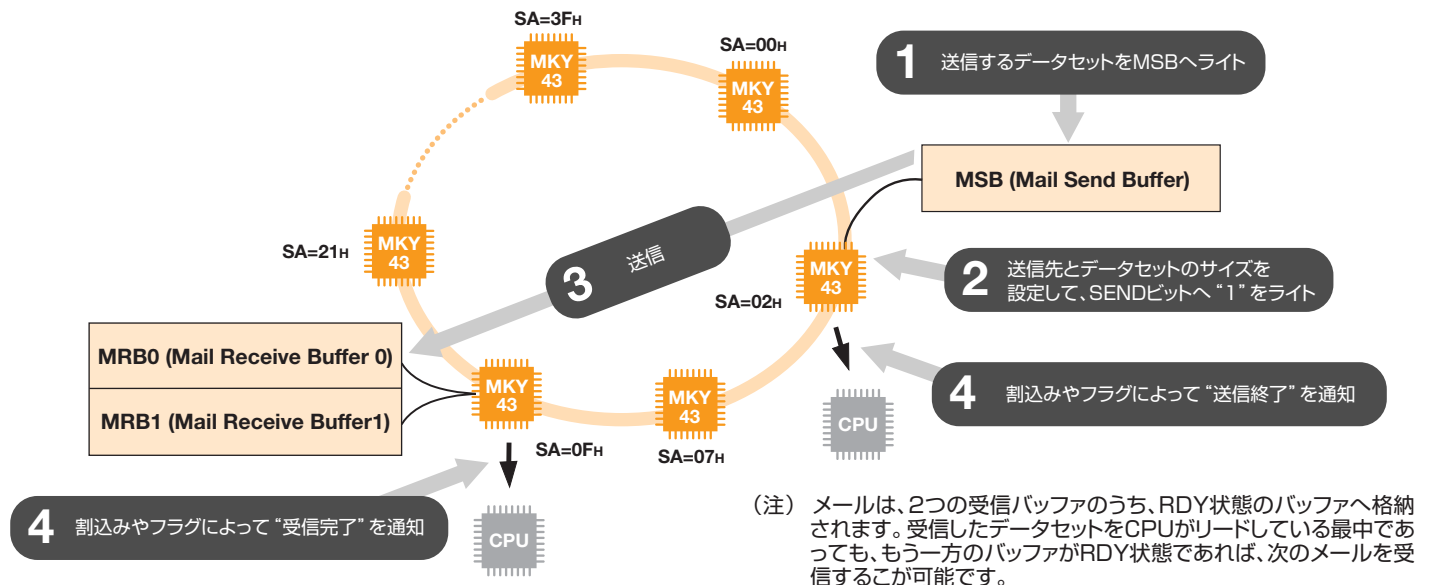 SA=3FH
MKY
43
SA=00H
MKY
43
1 送信するデータセットをMSBへライト
MSB (Mail Send Buffer)
SA=21H
MKY
43
3 送信
MKY
43
SA=02H
2 送信先とデータセットのサイズを
設定して、SENDビットへ “1” をライト
MRB0 (Mail Receive Buffer 0)
MRB1 (Mail Receive Buffer1)
MKY
43
SA=0FH
MKY
43
SA=07H
CPU
4 割込みやフラグによって “送信終了” を通知
4 割込みやフラグによって “受信完了” を通知
CPU
（注） メールは、2つの受信バッファのうち、RDY状態のバッファへ格納
されます。受信したデータセットをCPUがリードしている最中であ
っても、もう一方のバッファがRDY状態であれば、次のメールを受
信するこが可能です。